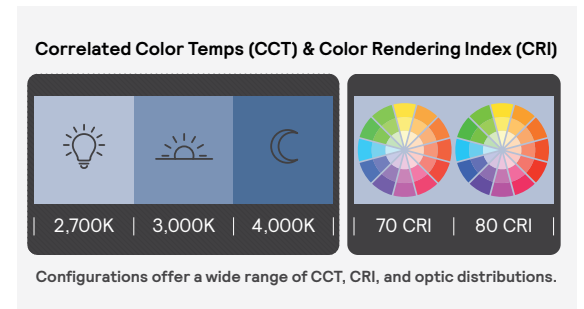 Correlated Color Temps (CCT) & Color Rendering Index (CRI)
| 2,700K | 3,000K | 4,000K | | 70 CRI | 80 CRI |
Configurations offer a wide range of CCT, CRI, and optic distributions.